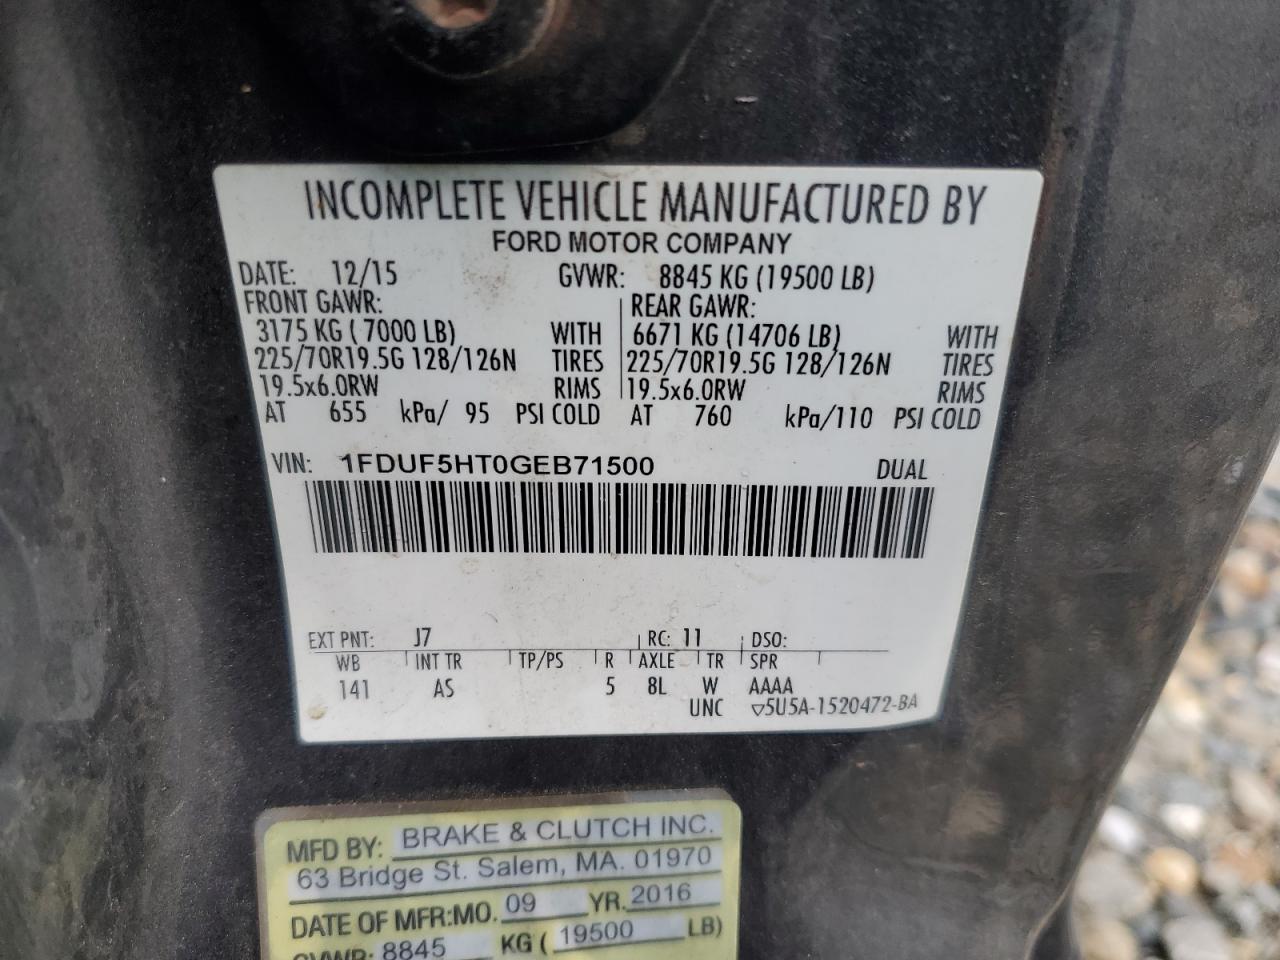 INCOMPLETE VEHICLE MANUFACTURED BY
FORD MOTOR COMPANY
DATE: 12/15 GVWR: 8845 KG (19500 LB)
FRONT GAWR: REAR GAWR:
3175 KG ( 7000 LB) WITH 6671 KG (14706 LB) WITH
225/70R19.5G 128/126N TIRES 225/70R19.5G 128/126N TIRES
19.5x6.0RW RIMS 19.5x6.0RW RIMS
AT 655 kPa/ 95 PSI COLD AT 760 kPa/110 PSI COLD
VIN: 1FDUF5HT0GEB71500 DUAL
EXT PNT: J7 RC: 11 DSO:
WB INT TR TP/PS R AXLE TR SPR
141 AS 5 8L W AAAA
UNC ▽5U5A-1520472-BA
MFD BY: BRAKE & CLUTCH INC.
63 Bridge St. Salem, MA. 01970
DATE OF MFR:MO. 09 YR. 2016
GVWR: 8845 KG ( 19500 LB)